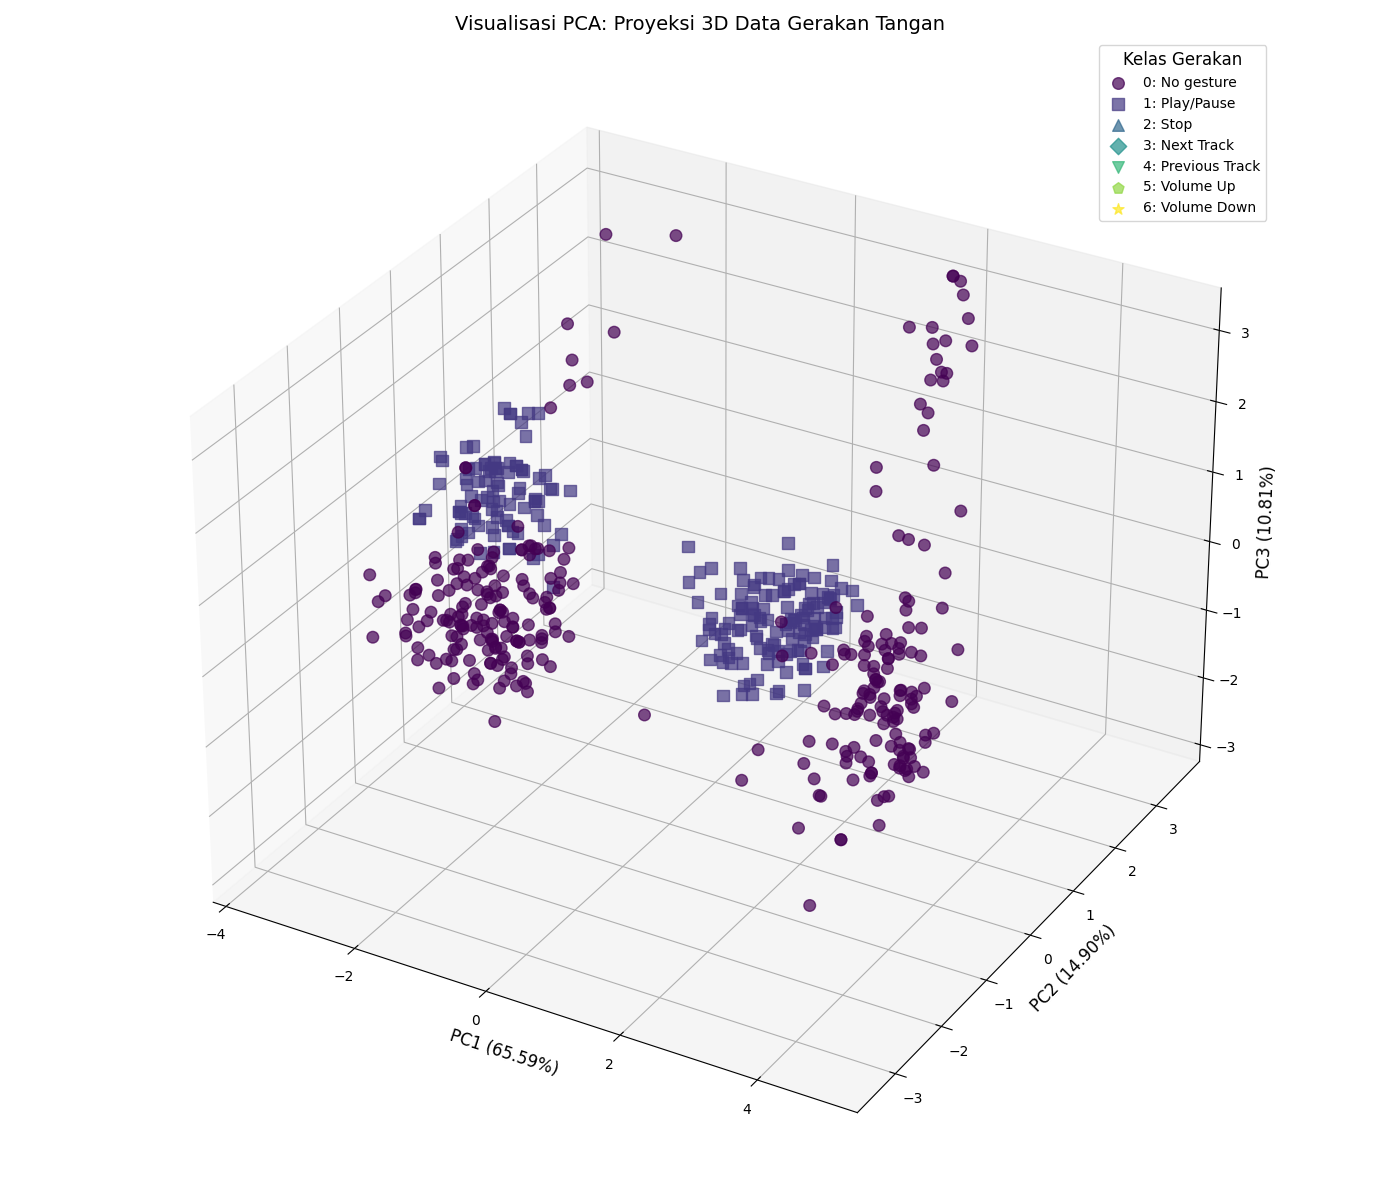 Visualisasi PCA: Proyeksi 3D Data Gerakan Tangan
Kelas Gerakan
0: No gesture
1: Play/Pause
2: Stop
3: Next Track
4: Previous Track
5: Volume Up
6: Volume Down
3
2
1
0
−1
−2
−3
PC3 (10.81%)
3
2
1
0
−1
−2
−3
PC2 (14.90%)
−4
−2
0
2
4
PC1 (65.59%)